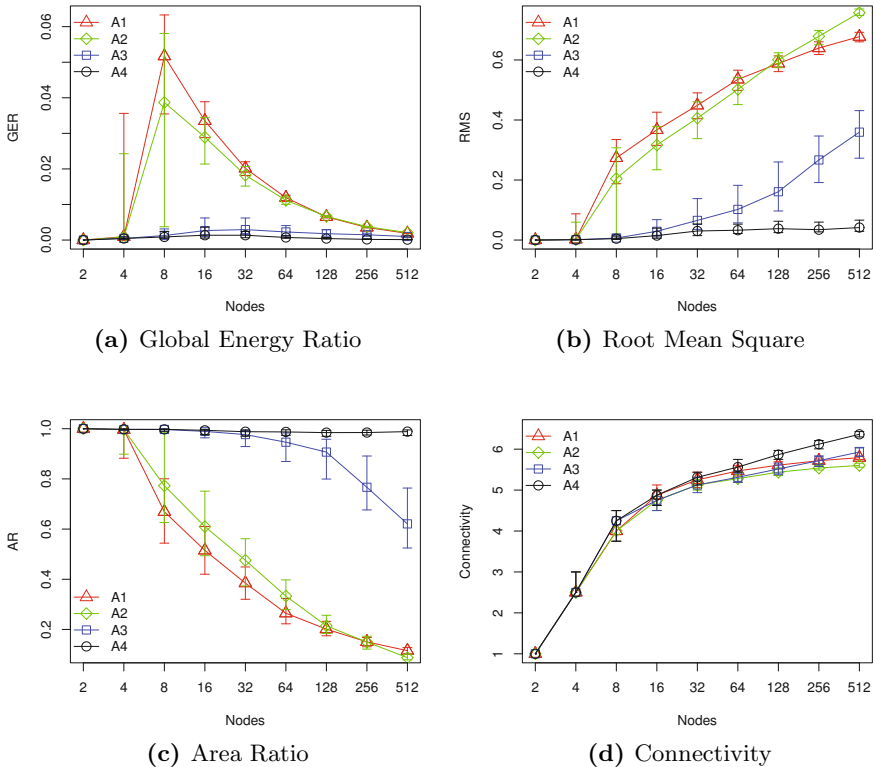 A1
A2
A3
A4
GER
0.06
0.04
0.02
0.00
2 4 8 16 32 64 128 256 512
Nodes
(a) Global Energy Ratio
A1
A2
A3
A4
RMS
0.6
0.4
0.2
0.0
2 4 8 16 32 64 128 256 512
Nodes
(b) Root Mean Square
AR
1.0
0.8
0.6
0.4
0.2
A1
A2
A3
A4
2 4 8 16 32 64 128 256 512
Nodes
(c) Area Ratio
A1
A2
A3
A4
Connectivity
6
5
4
3
2
1
2 4 8 16 32 64 128 256 512
Nodes
(d) Connectivity